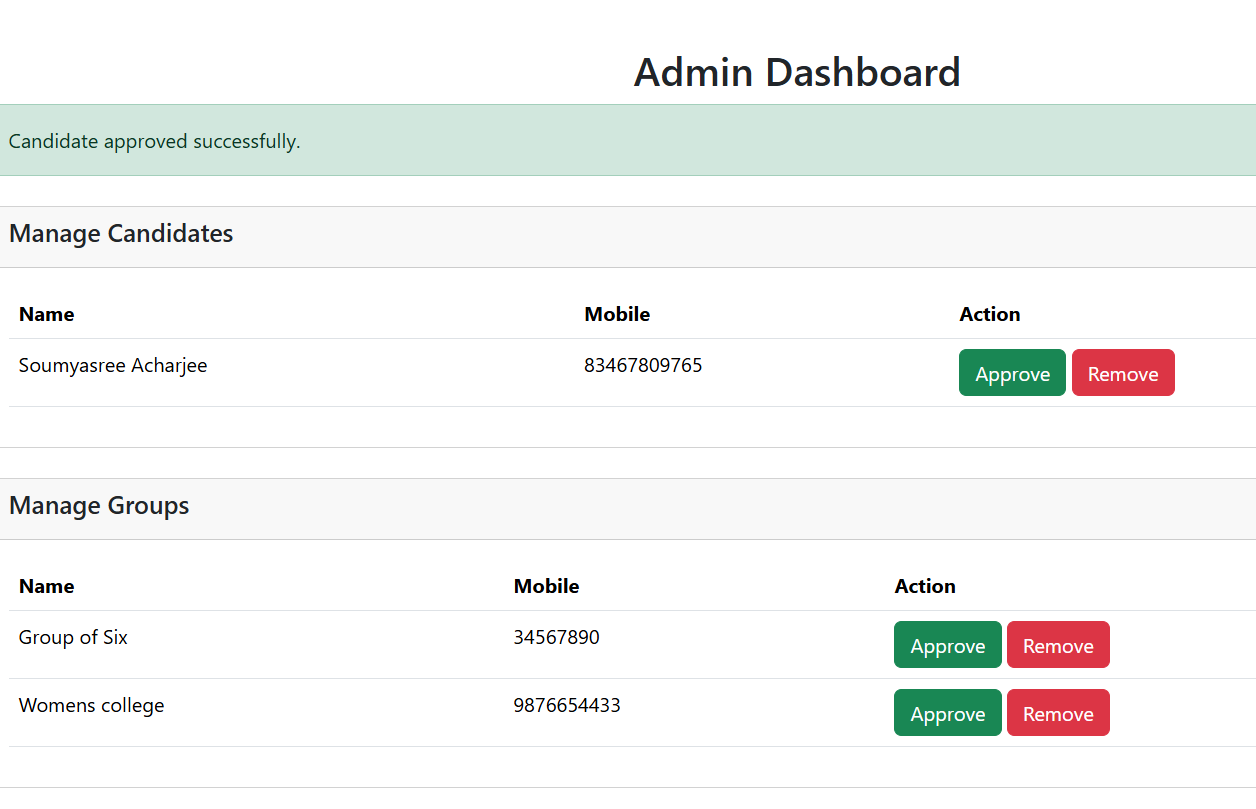 Admin Dashboard
Candidate approved successfully.
Manage Candidates
Name Mobile Action
Soumyasree Acharjee 83467809765 Approve Remove
Manage Groups
Name Mobile Action
Group of Six 34567890 Approve Remove
Womens college 9876654433 Approve Remove